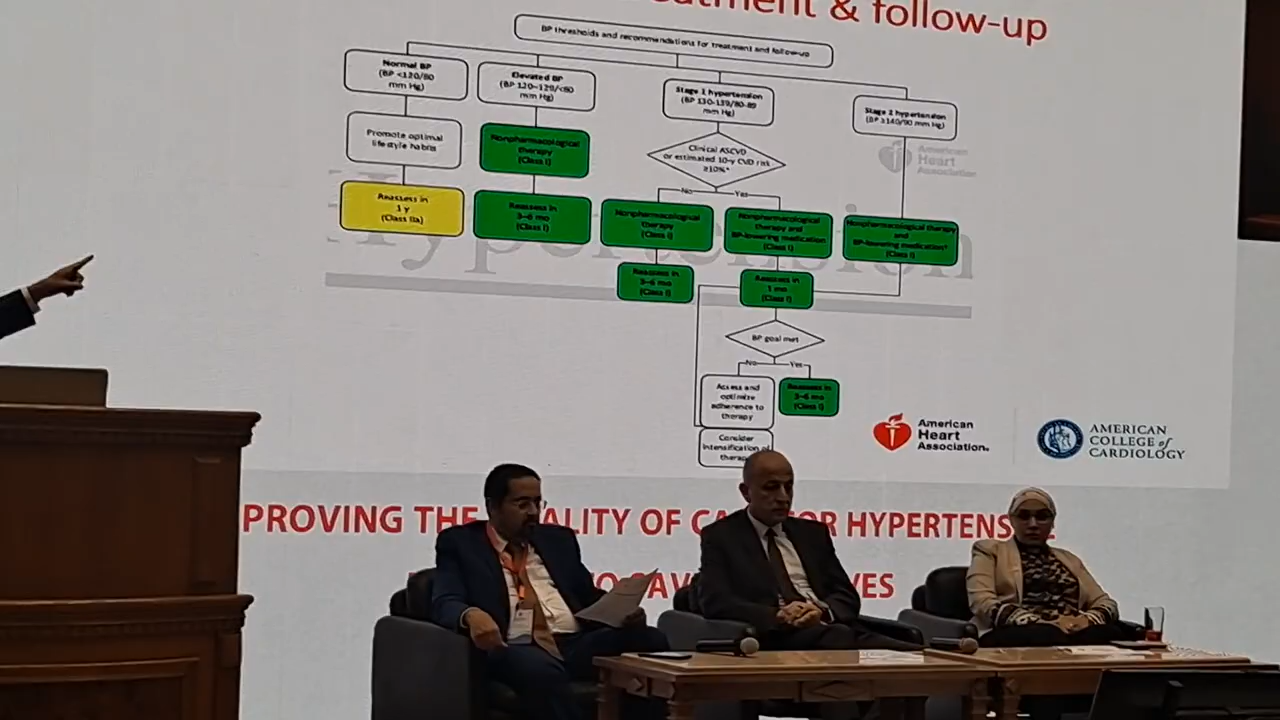 eatment & follow-up
BP thresholds and recommendations for treatment and follow-up
Normal BP
(BP <120/80
mm Hg)
Elevated BP
(BP 120–129/<80
mm Hg)
Stage 1 hypertension
(BP 130-139/80-89
mm Hg)
Stage 2 hypertension
(BP ≥140/90 mm Hg)
Promote optimal
lifestyle habits
Nonpharmacological
therapy
(Class I)
Clinical ASCVD
or estimated 10-y CVD risk
≥10%*
American
Heart
Association
No
Yes
Reassess in
1 y
(Class IIa)
Reassess in
3–6 mo
(Class I)
Nonpharmacological
therapy
(Class I)
Nonpharmacological
therapy and
BP-lowering medication
(Class I)
Nonpharmacological therapy
and
BP-lowering medication†
(Class I)
Hypertension
Reassess in
3–6 mo
(Class I)
Reassess in
1 mo
(Class I)
BP goal met
No
Yes
Assess and
optimize
adherence to
therapy
Reassess in
3–6 mo
(Class I)
Consider
intensification of
therapy
American
Heart
Association.
AMERICAN
COLLEGE of
CARDIOLOGY
PROVING THE QUALITY OF CARE FOR HYPERTENS
VES